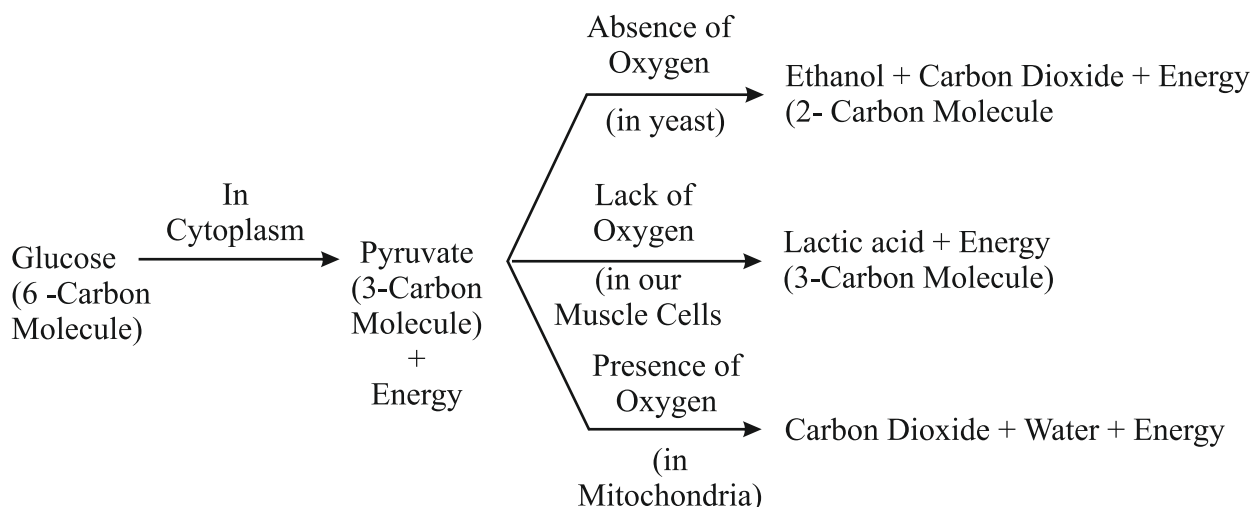 Glucose
(6 -Carbon
Molecule)
In
Cytoplasm
Pyruvate
(3-Carbon
Molecule)
+
Energy
Absence of
Oxygen
(in yeast)
Ethanol + Carbon Dioxide + Energy
(2- Carbon Molecule
Lack of
Oxygen
(in our
Muscle Cells
Lactic acid + Energy
(3-Carbon Molecule)
Presence of
Oxygen
(in
Mitochondria)
Carbon Dioxide + Water + Energy